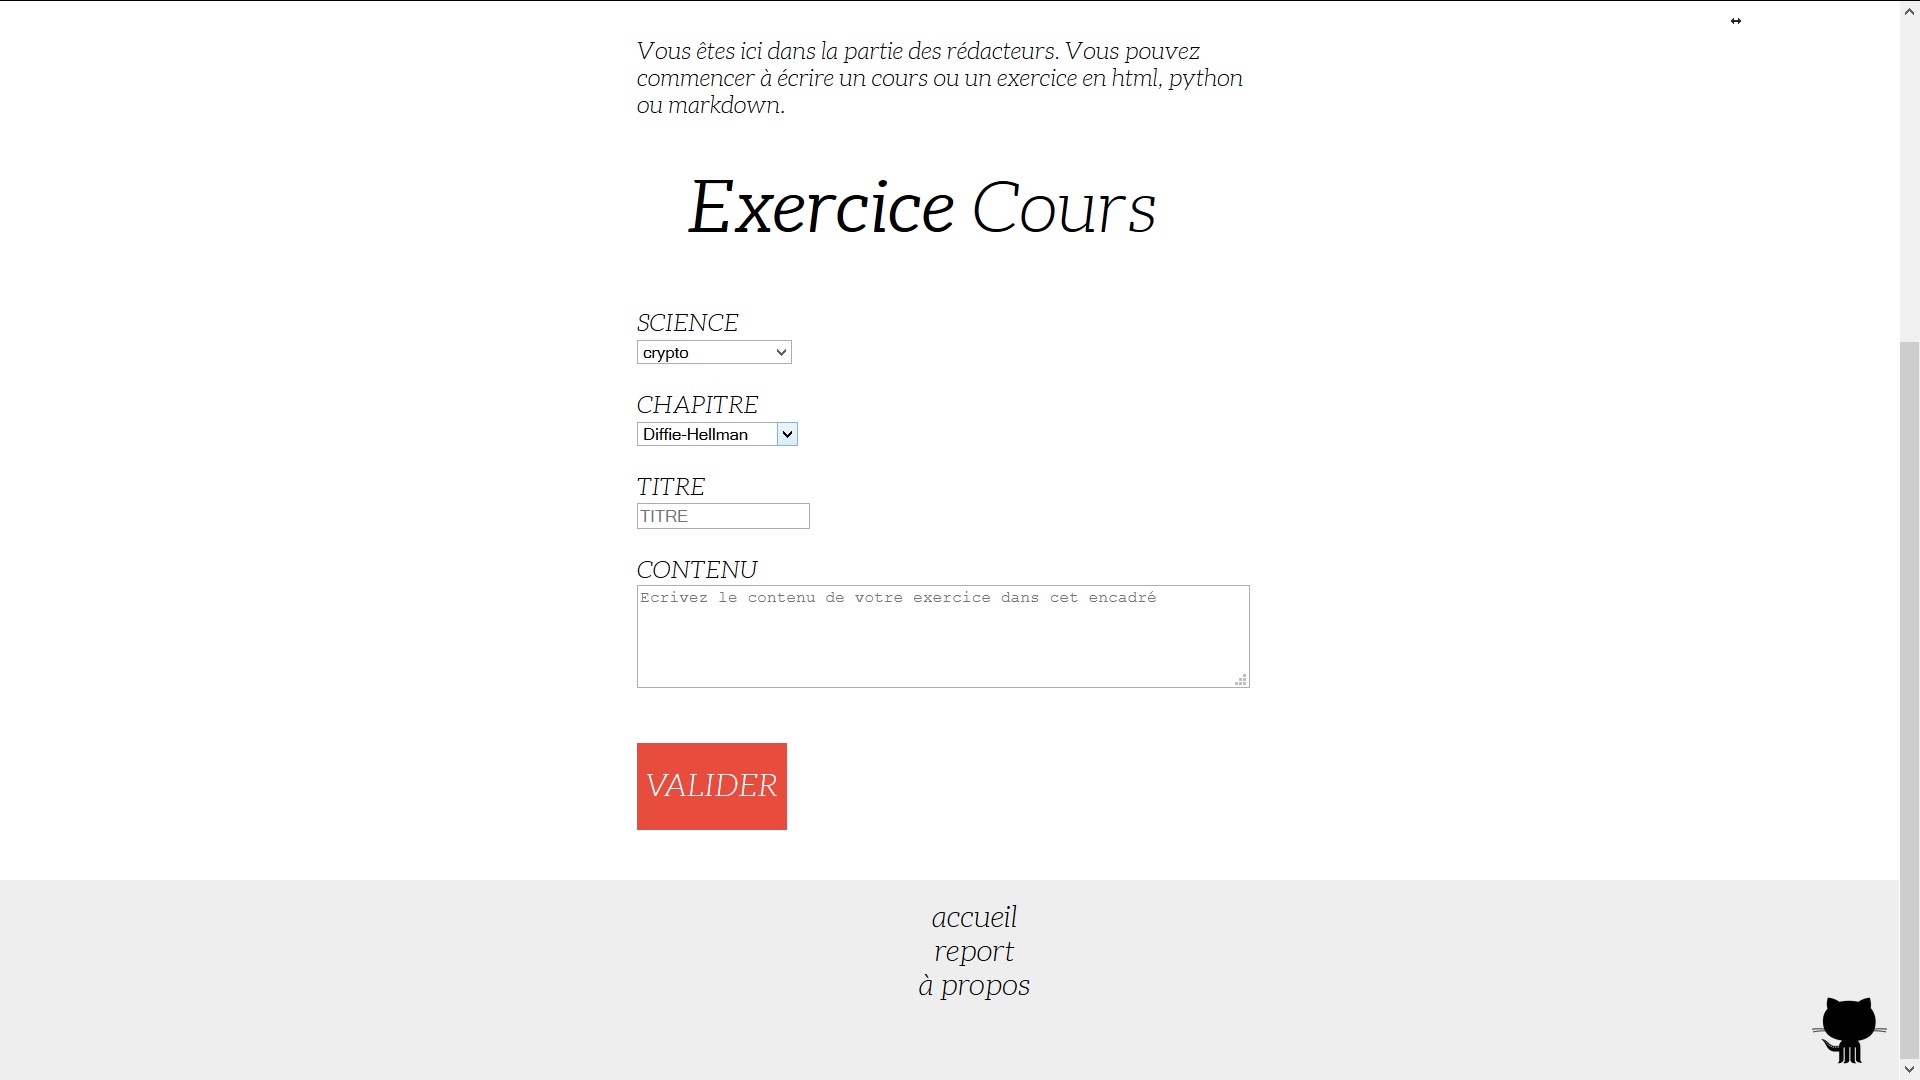 Vous êtes ici dans la partie des rédacteurs. Vous pouvez
commencer à écrire un cours ou un exercice en html, python
ou markdown.
Exercice Cours
SCIENCE
crypto
CHAPITRE
Diffie-Hellman
TITRE
TITRE
CONTENU
Ecrivez le contenu de votre exercice dans cet encadré
VALIDER
accueil
report
à propos